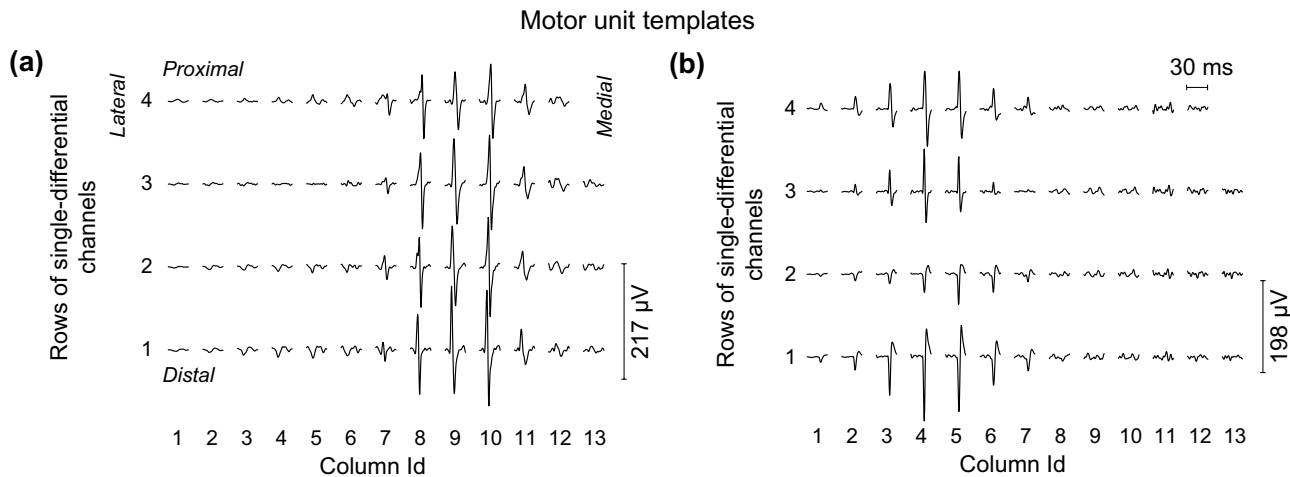 Motor unit templates
(a)
Rows of single-differential
channels
Lateral
Proximal
Medial
4
3
2
1
Distal
217 µV
1 2 3 4 5 6 7 8 9 10 11 12 13
Column Id
(b)
30 ms
Rows of single-differential
channels
4
3
2
1
198 µV
1 2 3 4 5 6 7 8 9 10 11 12 13
Column Id